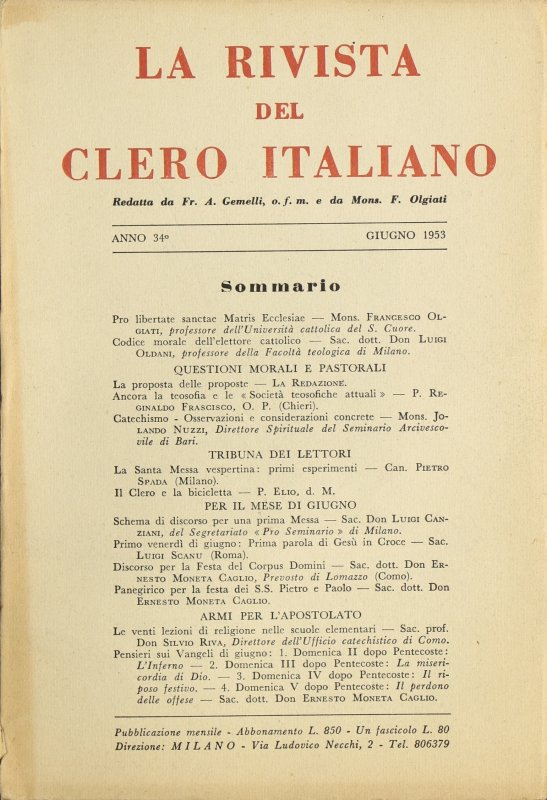 LA RIVISTA
DEL
CLERO ITALIANO
Redatta da Fr. A. Gemelli, o. f. m. e da Mons. F. Olgiati
ANNO 34º GIUGNO 1953
Sommario
Pro libertate sanctae Matris Ecclesiae — Mons. FRANCESCO OL-
GIATI, professore dell'Università cattolica del S. Cuore.
Codice morale dell'elettore cattolico — Sac. dott. Don LUIGI
OLDANI, professore della Facoltà teologica di Milano.
QUESTIONI MORALI E PASTORALI
La proposta delle proposte — LA REDAZIONE.
Ancora la teosofia e le « Società teosofiche attuali » — P. RE-
GINALDO FRASCISCO, O. P. (Chieri).
Catechismo - Osservazioni e considerazioni concrete — Mons. JO-
LANDO NUZZI, Direttore Spirituale del Seminario Arcivesco-
vile di Bari.
TRIBUNA DEI LETTORI
La Santa Messa vespertina: primi esperimenti — Can. PIETRO
SPADA (Milano).
Il Clero e la bicicletta — P. ELIO, d. M.
PER IL MESE DI GIUGNO
Schema di discorso per una prima Messa — Sac. Don LUIGI CAN-
ZIANI, del Segretariato « Pro Seminario » di Milano.
Primo venerdì di giugno: Prima parola di Gesù in Croce — Sac.
LUIGI SCANU (Roma).
Discorso per la Festa del Corpus Domini — Sac. dott. Don ER-
NESTO MONETA CAGLIO, Prevosto di Lomazzo (Como).
Panegirico per la festa dei S.S. Pietro e Paolo — Sac. dott. Don
ERNESTO MONETA CAGLIO.
ARMI PER L'APOSTOLATO
Le venti lezioni di religione nelle scuole elementari — Sac. prof.
Don SILVIO RIVA, Direttore dell'Ufficio catechistico di Como.
Pensieri sui Vangeli di giugno: 1. Domenica II dopo Pentecoste:
L'Inferno — 2. Domenica III dopo Pentecoste: La miseri-
cordia di Dio. — 3. Domenica IV dopo Pentecoste: Il ri-
poso festivo. — 4. Domenica V dopo Pentecoste: Il perdono
delle offese — Sac. dott. Don ERNESTO MONETA CAGLIO.
Pubblicazione mensile - Abbonamento L. 850 - Un fascicolo L. 80
Direzione: MILANO - Via Ludovico Necchi, 2 - Tel. 806379